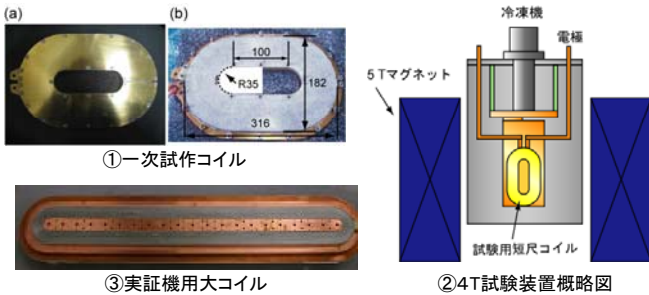 (a)
(b)
100
R35
182
316
①一次試作コイル
③実証機用大コイル
冷凍機
電極
5Tマグネット
試験用短尺コイル
②4T試験装置概略図